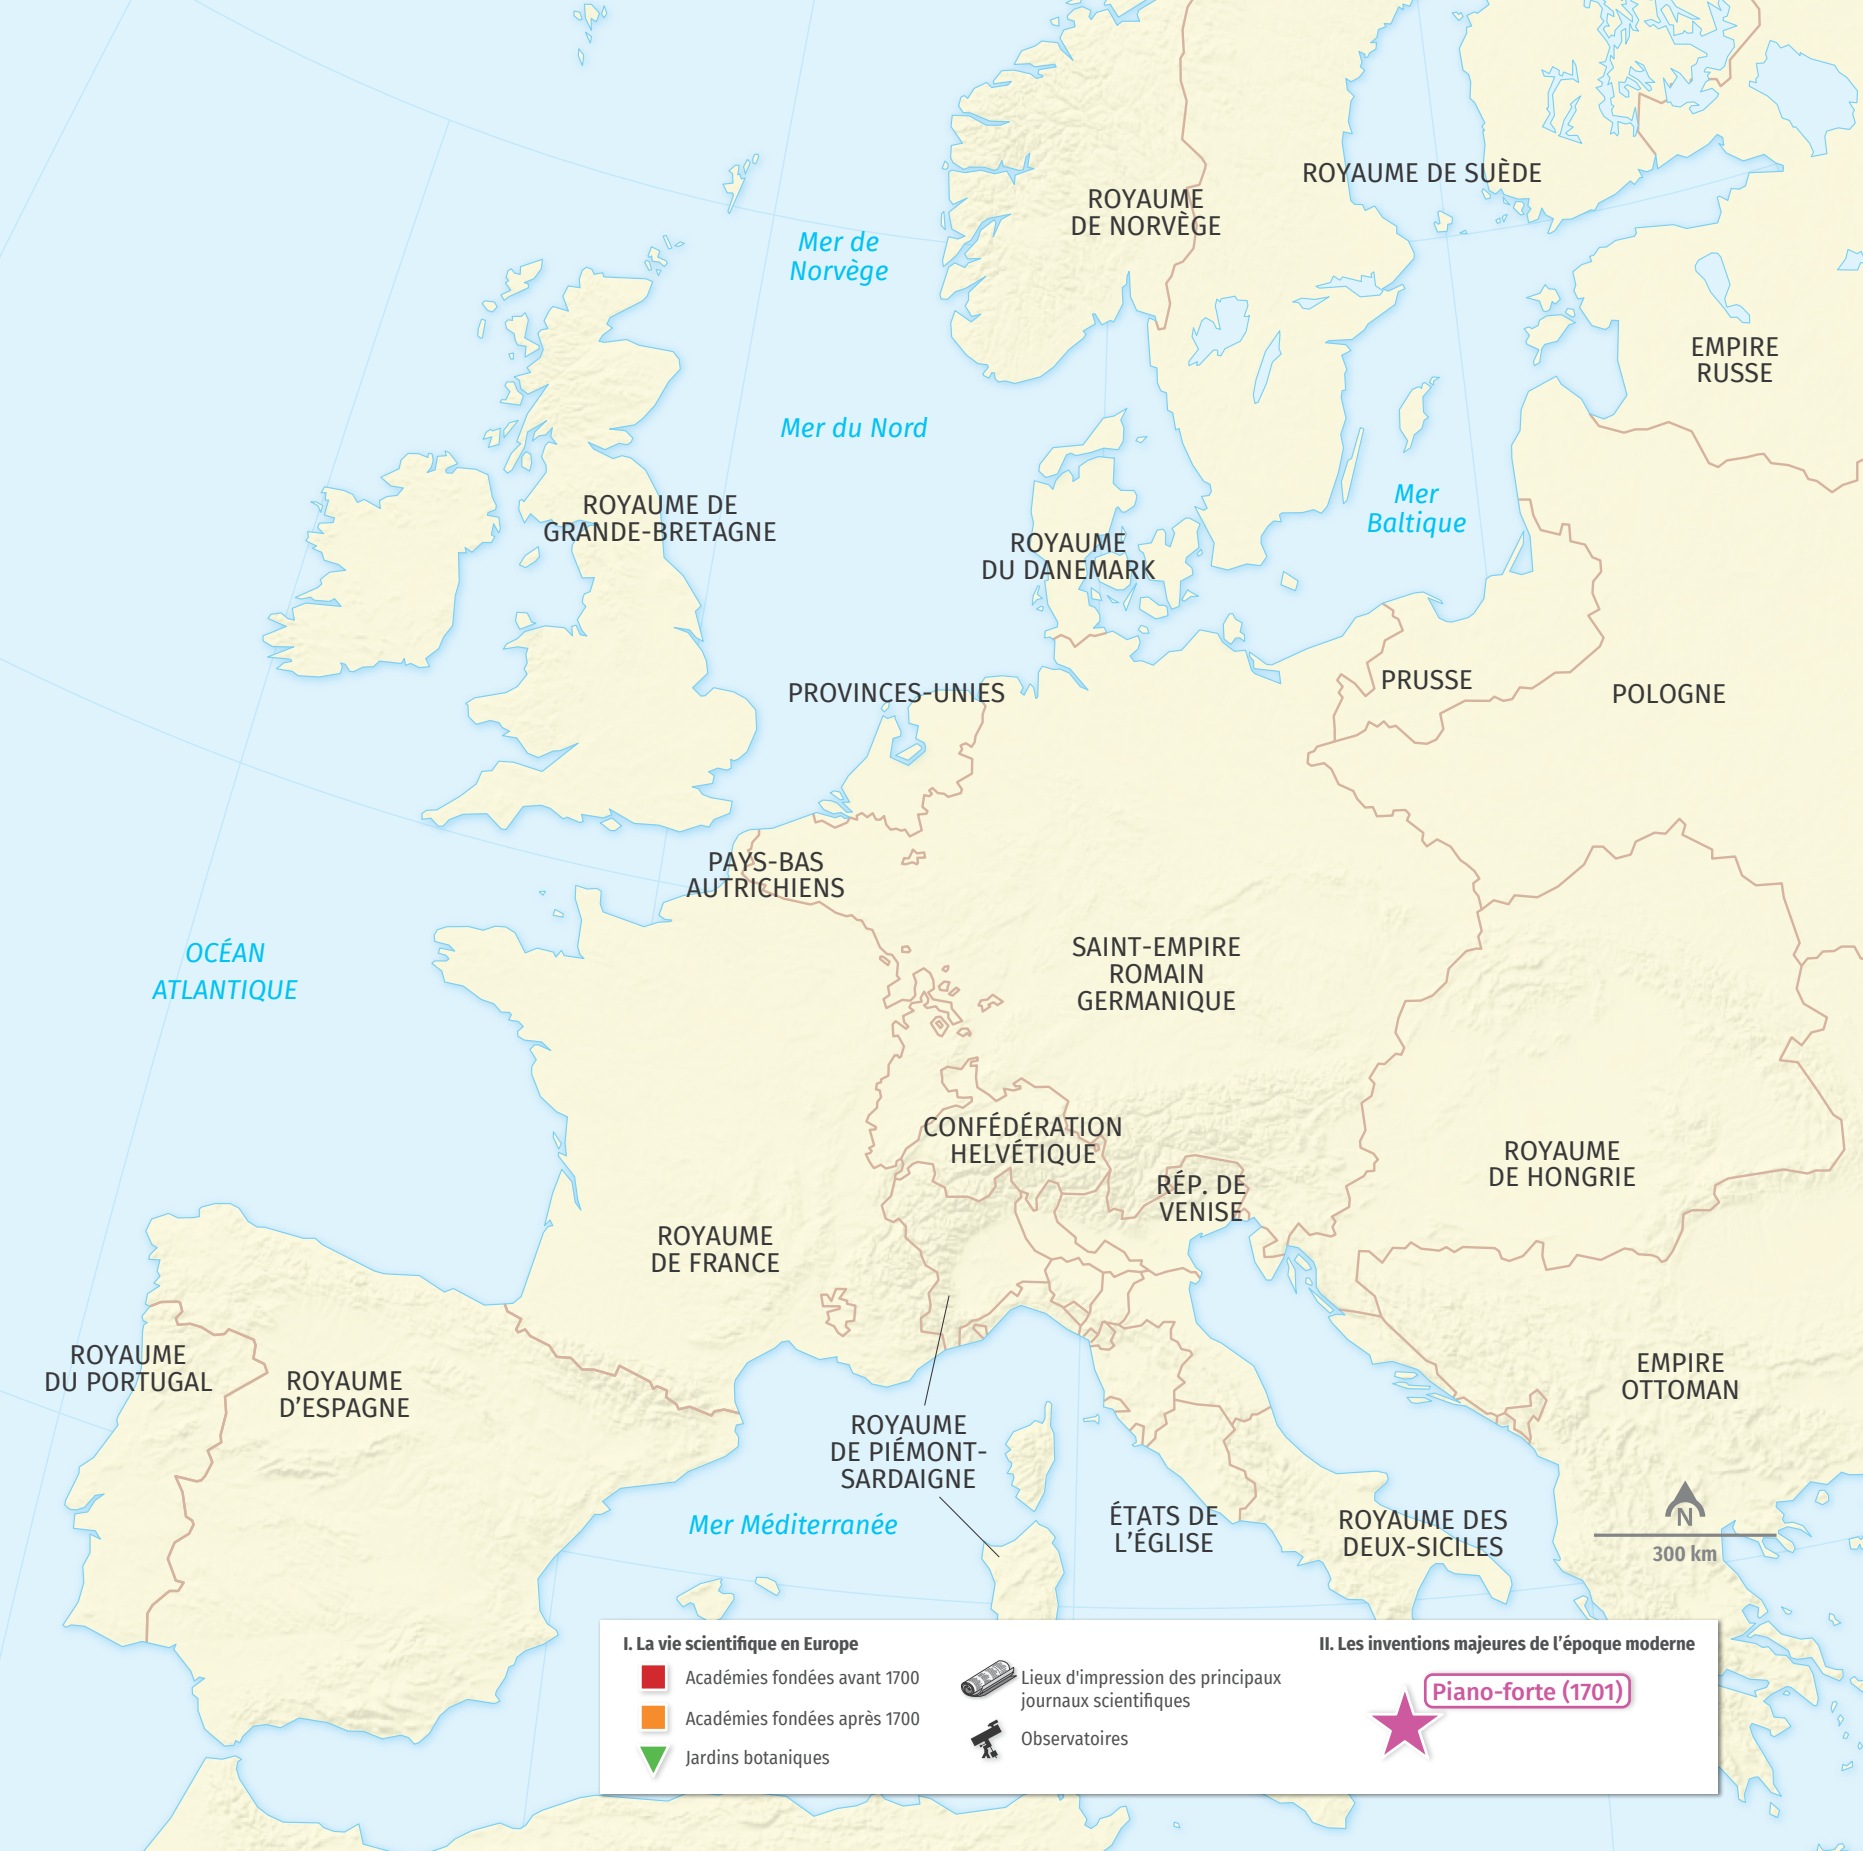 ROYAUME DE SUÈDE
ROYAUME
DE NORVÈGE
Mer de
Norvège
EMPIRE
RUSSE
Mer du Nord
Mer
Baltique
ROYAUME DE
GRANDE-BRETAGNE
ROYAUME
DU DANEMARK
PROVINCES-UNIES
PRUSSE
POLOGNE
PAYS-BAS
AUTRICHIENS
OCÉAN
ATLANTIQUE
SAINT-EMPIRE
ROMAIN
GERMANIQUE
CONFÉDÉRATION
HELVÉTIQUE
ROYAUME
DE HONGRIE
RÉP. DE
VENISE
ROYAUME
DE FRANCE
ROYAUME
DU PORTUGAL
ROYAUME
D'ESPAGNE
EMPIRE
OTTOMAN
ROYAUME
DE PIÉMONT-
SARDAIGNE
Mer Méditerranée
ÉTATS DE
L'ÉGLISE
ROYAUME DES
DEUX-SICILES
N
300 km
I. La vie scientifique en Europe
Académies fondées avant 1700
Académies fondées après 1700
Jardins botaniques
Lieux d'impression des principaux
journaux scientifiques
Observatoires
II. Les inventions majeures de l'époque moderne
Piano-forte (1701)